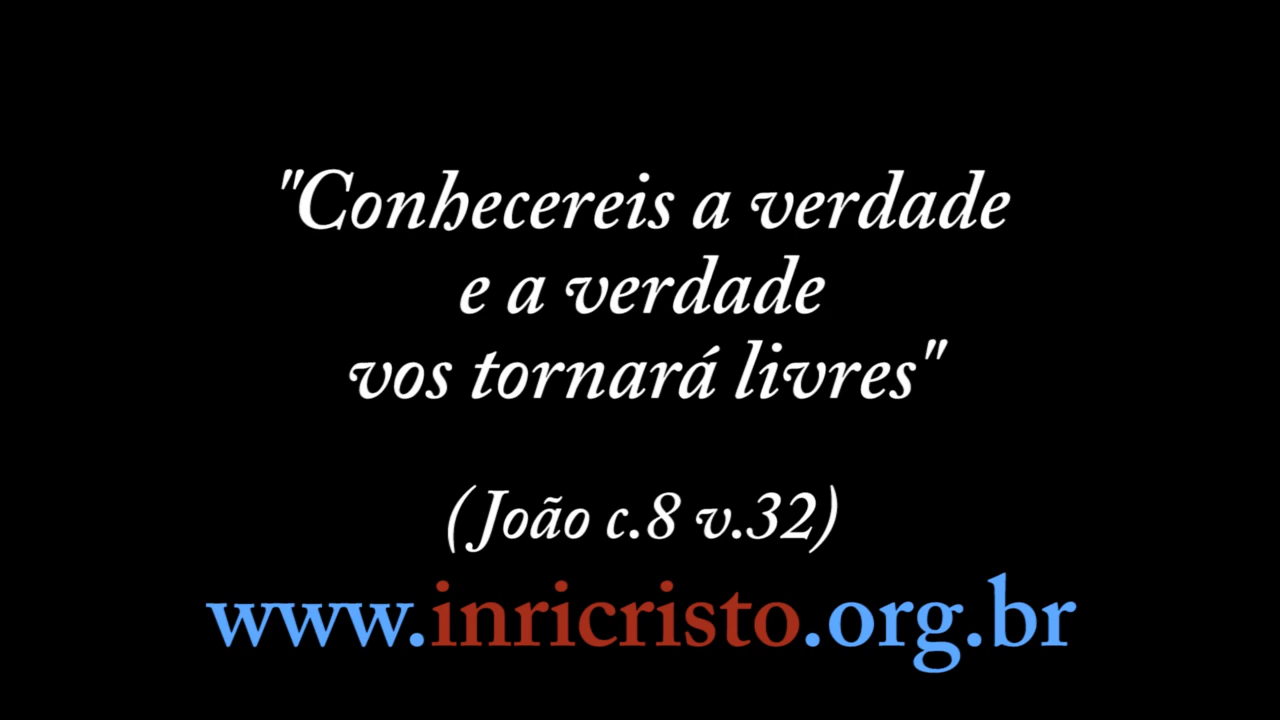 "Conhecereis a verdade
e a verdade
vos tornará livres"
(João c.8 v.32)
www.inricristo.org.br